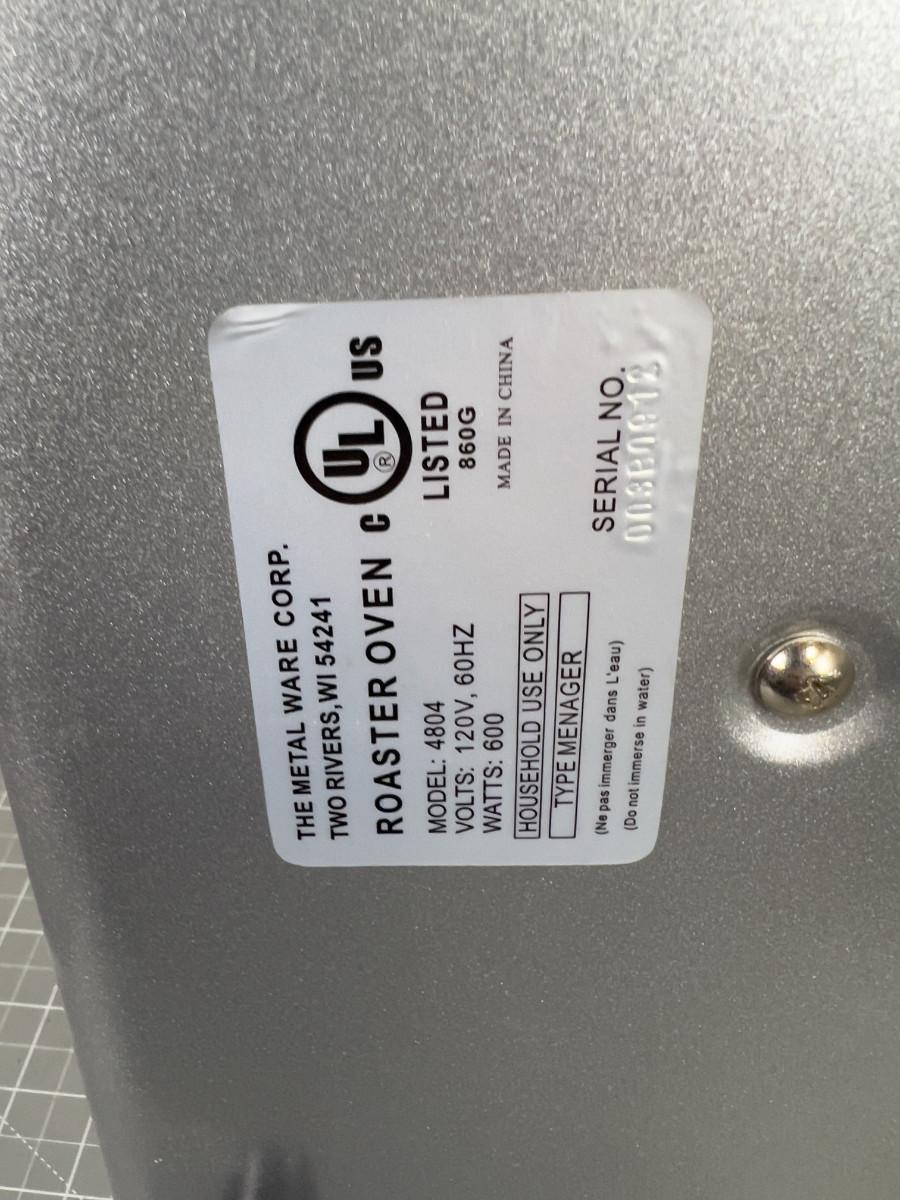 THE METAL WARE CORP.
TWO RIVERS, WI 54241
ROASTER OVEN
C UL® US
LISTED
860G
MODEL: 4804
VOLTS: 120V, 60HZ
WATTS: 600
MADE IN CHINA
HOUSEHOLD USE ONLY
TYPE MENAGER
(Ne pas immerger dans L'eau)
(Do not immerse in water)
SERIAL NO.